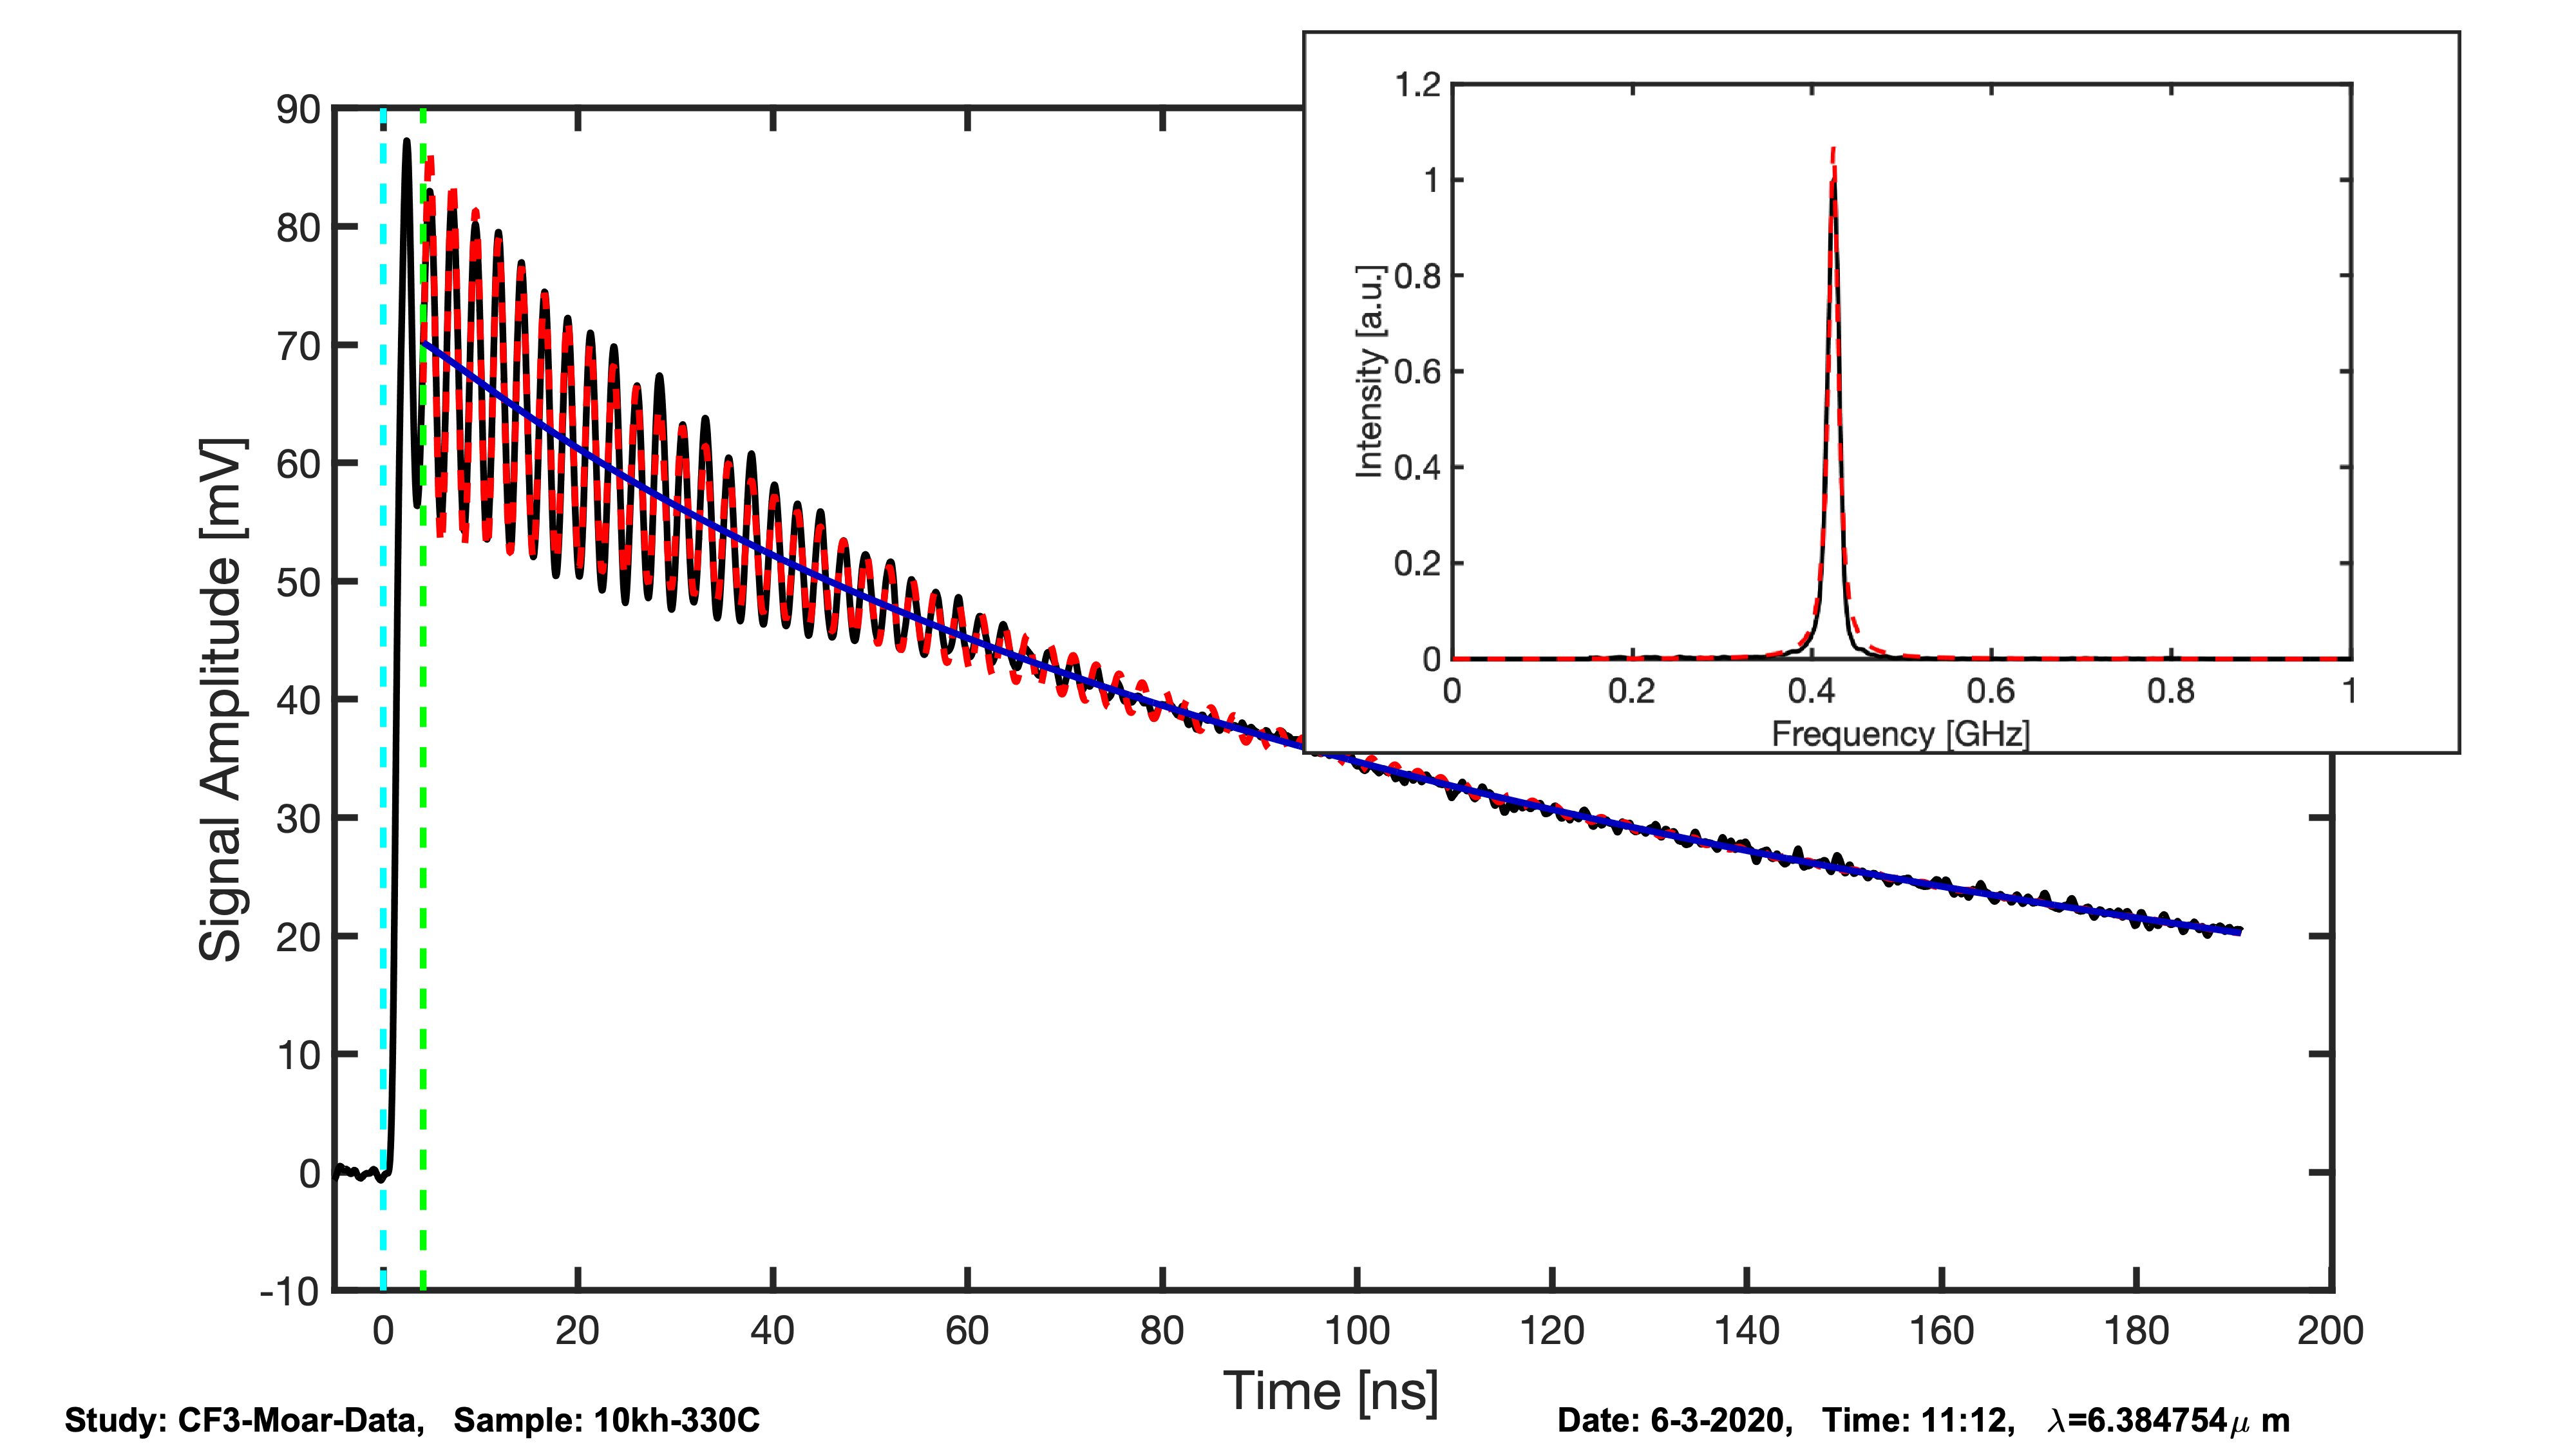 1.2
1
0.8
0.6
0.4
0.2
0
Intensity [a.u.]
0 0.2 0.4 0.6 0.8 1
Frequency [GHz]
90
80
70
60
50
40
30
20
10
0
-10
Signal Amplitude [mV]
0 20 40 60 80 100 120 140 160 180 200
Time [ns]
Study: CF3-Moar-Data, Sample: 10kh-330C
Date: 6-3-2020, Time: 11:12, λ=6.384754μ m